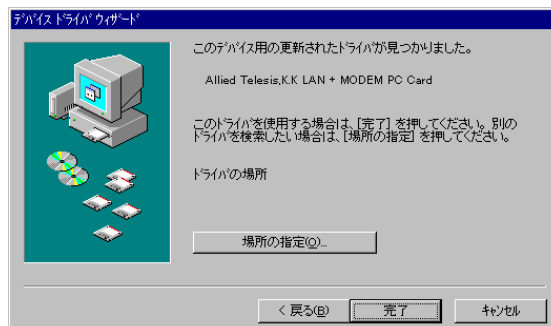 ﾃﾞﾊﾞｲｽ ﾄﾞﾗｲﾊﾞ ｳｨｻﾞｰﾄﾞ
このﾃﾞﾊﾞｲｽ用の更新されたﾄﾞﾗｲﾊﾞが見つかりました。
Allied Telesis,K.K LAN + MODEM PC Card
このﾄﾞﾗｲﾊﾞを使用する場合は、[完了] を押してください。別の
ﾄﾞﾗｲﾊﾞを検索したい場合は、[場所の指定] を押してください。
ﾄﾞﾗｲﾊﾞの場所
場所の指定(O)...
< 戻る(B)
完了
ｷｬﾝｾﾙ